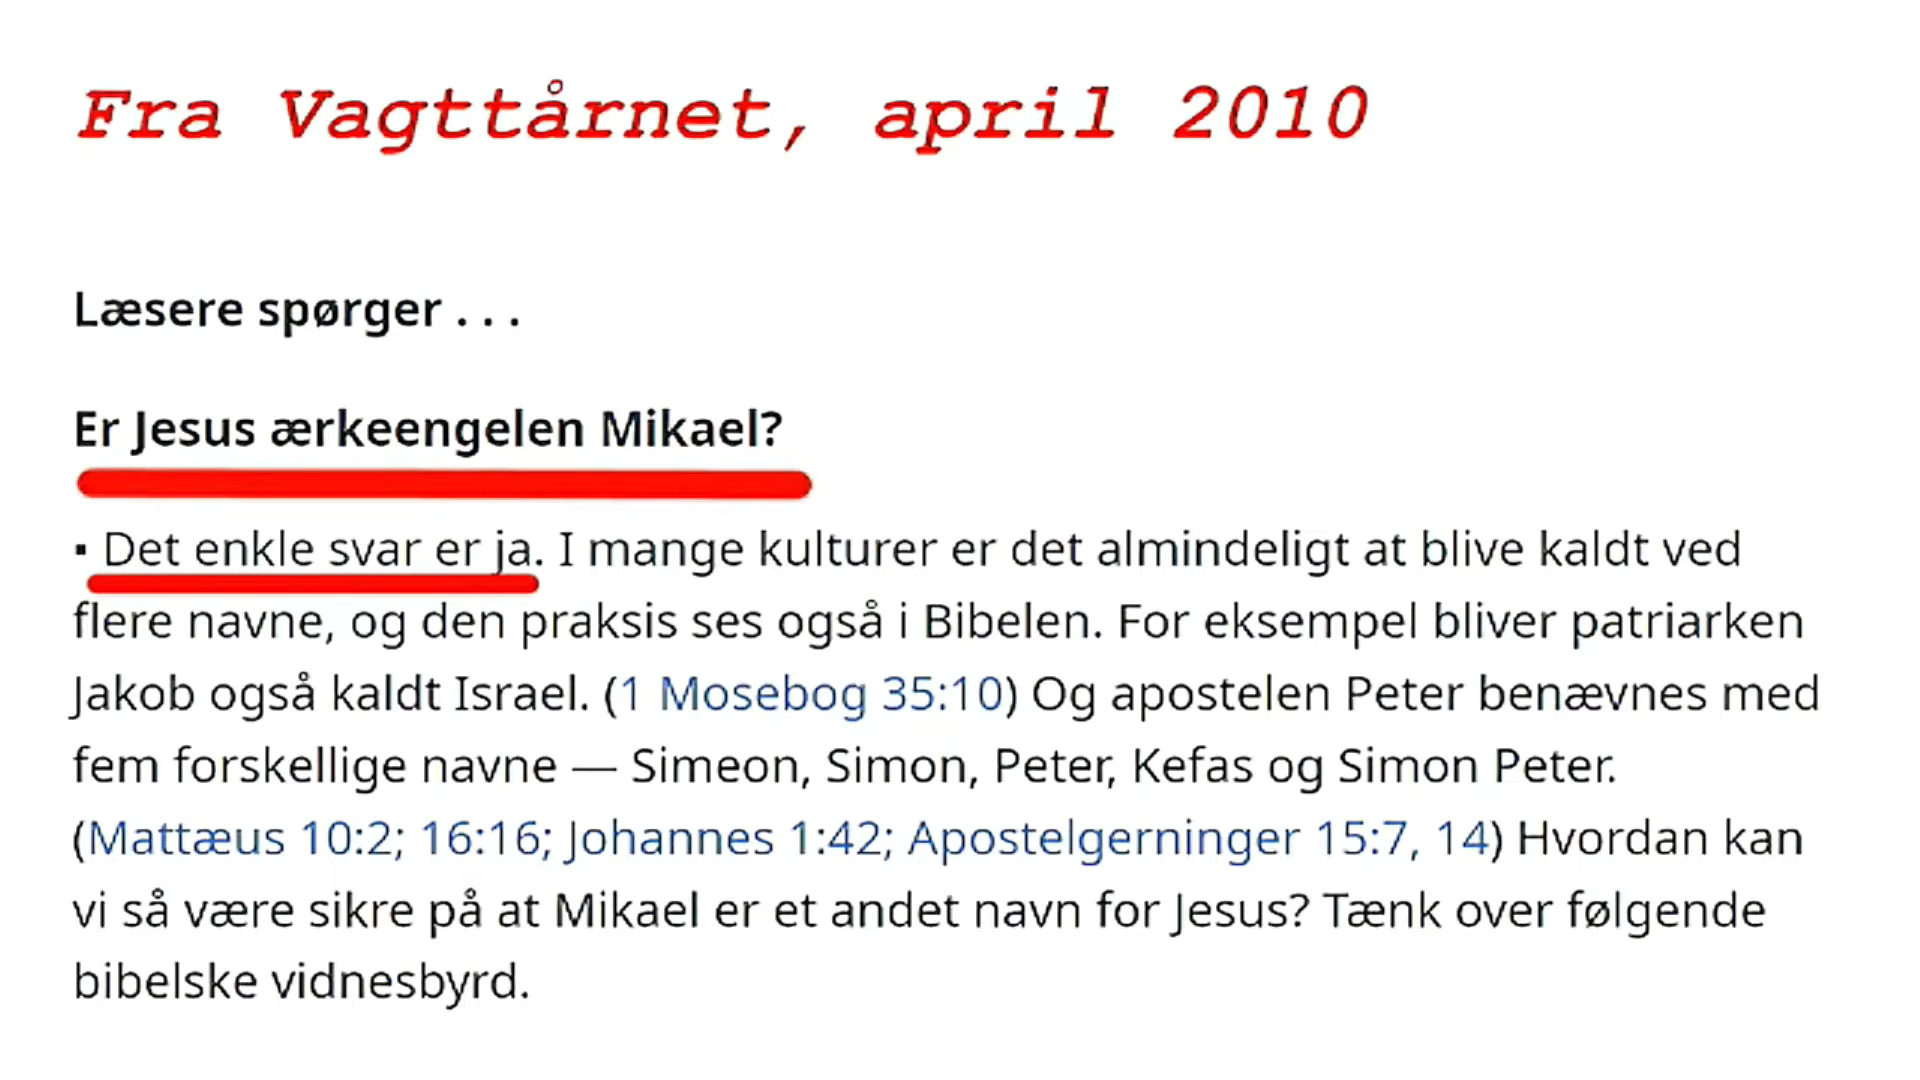 Fra Vagttårnet, april 2010
Læsere spørger . . .
Er Jesus ærkeengelen Mikael?
▪ Det enkle svar er ja. I mange kulturer er det almindeligt at blive kaldt ved
flere navne, og den praksis ses også i Bibelen. For eksempel bliver patriarken
Jakob også kaldt Israel. (1 Mosebog 35:10) Og apostelen Peter benævnes med
fem forskellige navne — Simeon, Simon, Peter, Kefas og Simon Peter.
(Mattæus 10:2; 16:16; Johannes 1:42; Apostelgerninger 15:7, 14) Hvordan kan
vi så være sikre på at Mikael er et andet navn for Jesus? Tænk over følgende
bibelske vidnesbyrd.